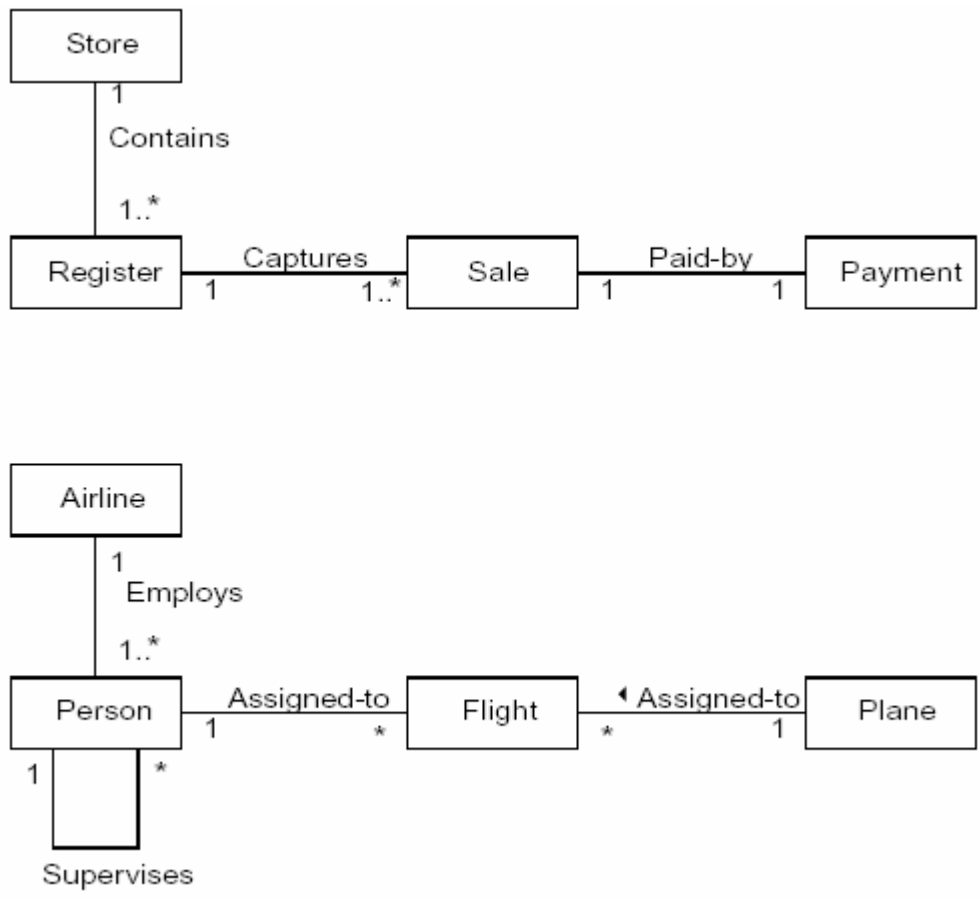 Store
1
Contains
1..*
Register
Captures
1
1..*
Sale
Paid-by
1
1
Payment
Airline
1
Employs
1..*
Person
Assigned-to
1
*
Flight
Assigned-to
*
1
Plane
1
*
Supervises